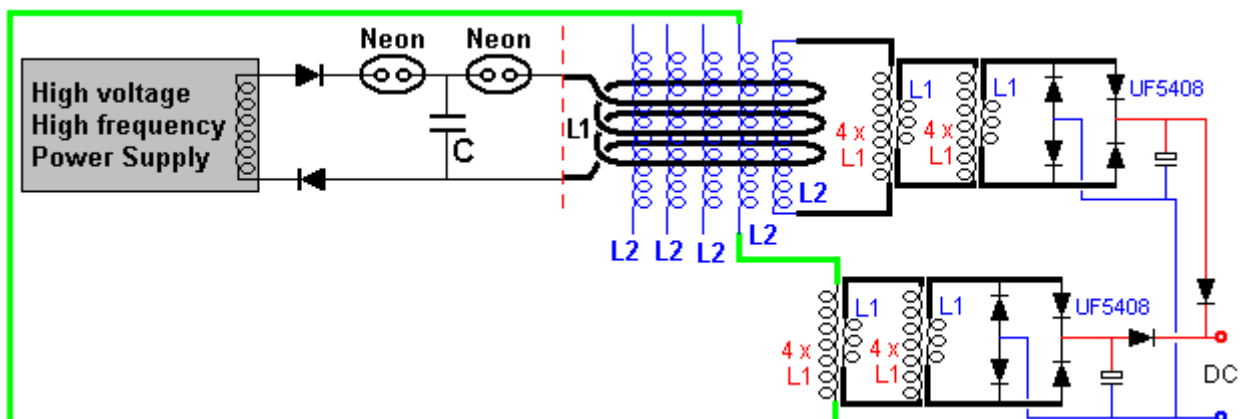 Neon
Neon
High voltage
High frequency
Power Supply
C
L1
L2
L2
L2
L2
L2
4 x
L1
L1
4 x
L1
L1
UF5408
4 x
L1
L1
4 x
L1
L1
UF5408
DC